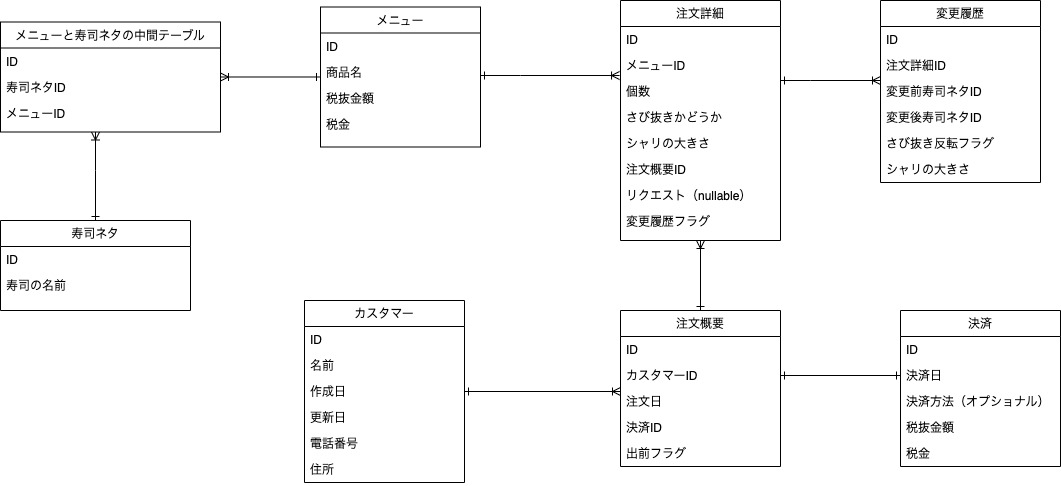 メニューと寿司ネタの中間テーブル
ID
寿司ネタID
メニューID
メニュー
ID
商品名
税抜金額
税金
注文詳細
ID
メニューID
個数
さび抜きかどうか
シャリの大きさ
注文概要ID
リクエスト（nullable）
変更履歴フラグ
変更履歴
ID
注文詳細ID
変更前寿司ネタID
変更後寿司ネタID
さび抜き反転フラグ
シャリの大きさ
寿司ネタ
ID
寿司の名前
カスタマー
ID
名前
作成日
更新日
電話番号
住所
注文概要
ID
カスタマーID
注文日
決済ID
出前フラグ
決済
ID
決済日
決済方法（オプショナル）
税抜金額
税金